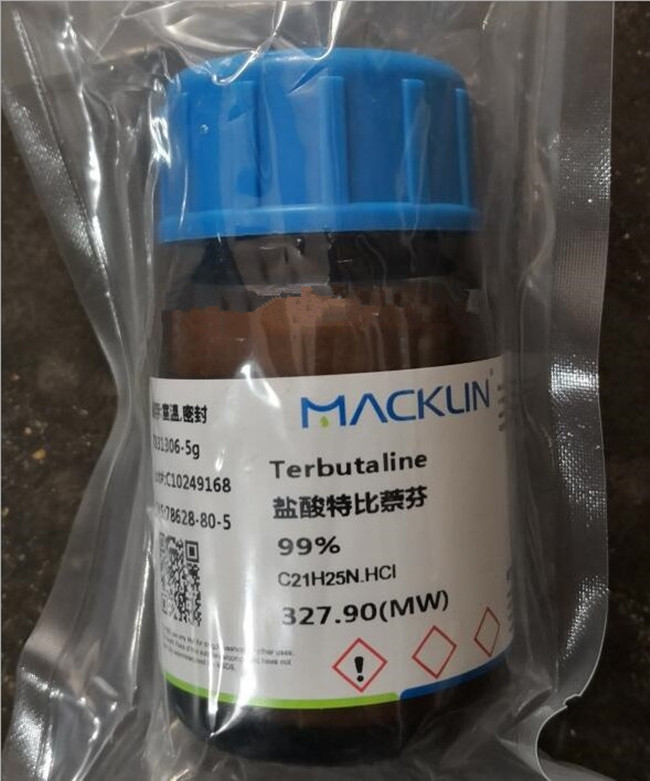 室温,密封
31306-5g
C10249168
78628-80-5
MACKLIN
Terbutaline
盐酸特比萘芬
99%
C21H25N.HCl
327.90(MW)